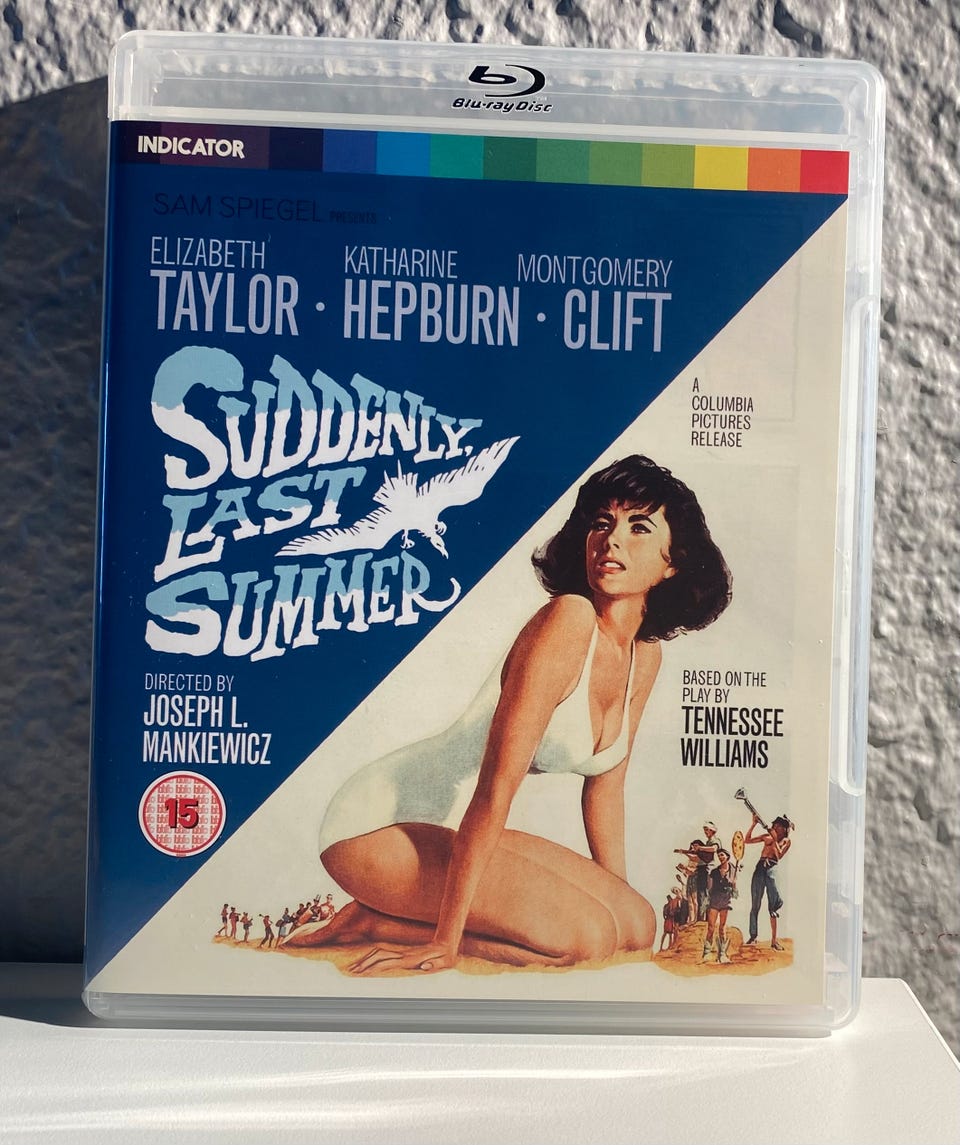 Blu-ray Disc
INDICATOR
SAM SPIEGEL PRESENTS
ELIZABETH KATHARINE MONTGOMERY
TAYLOR · HEPBURN · CLIFT
SUDDENLY,
LAST
SUMMER
A
COLUMBIA
PICTURES
RELEASE
DIRECTED BY
JOSEPH L.
MANKIEWICZ
BASED ON THE
PLAY BY
TENNESSEE
WILLIAMS
15